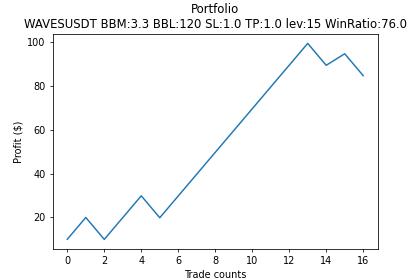 Portfolio
WAVESUSDT BBM:3.3 BBL:120 SL:1.0 TP:1.0 lev:15 WinRatio:76.0
100
80
60
40
20
Profit ($)
0 2 4 6 8 10 12 14 16
Trade counts